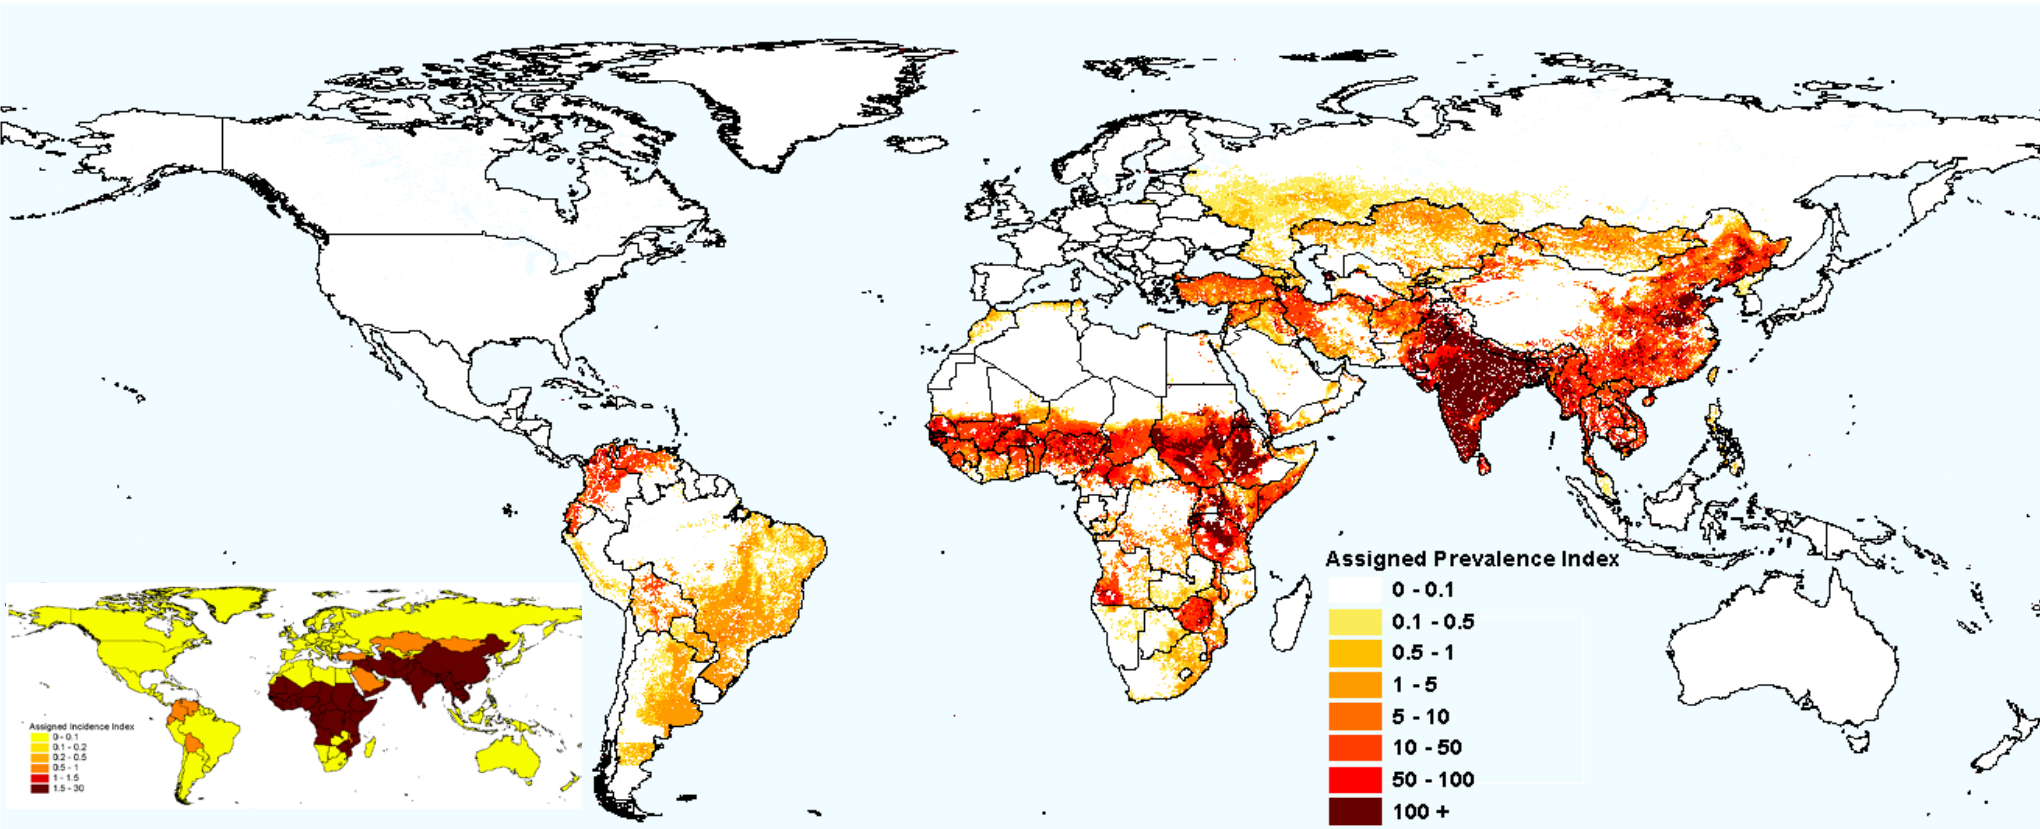 Assigned Prevalence Index
0 - 0.1
0.1 - 0.5
0.5 - 1
1 - 5
5 - 10
10 - 50
50 - 100
100 +
Assigned Incidence Index
0 - 0.1
0.1 - 0.2
0.2 - 0.5
0.5 - 1
1 - 1.5
1.5 - 30